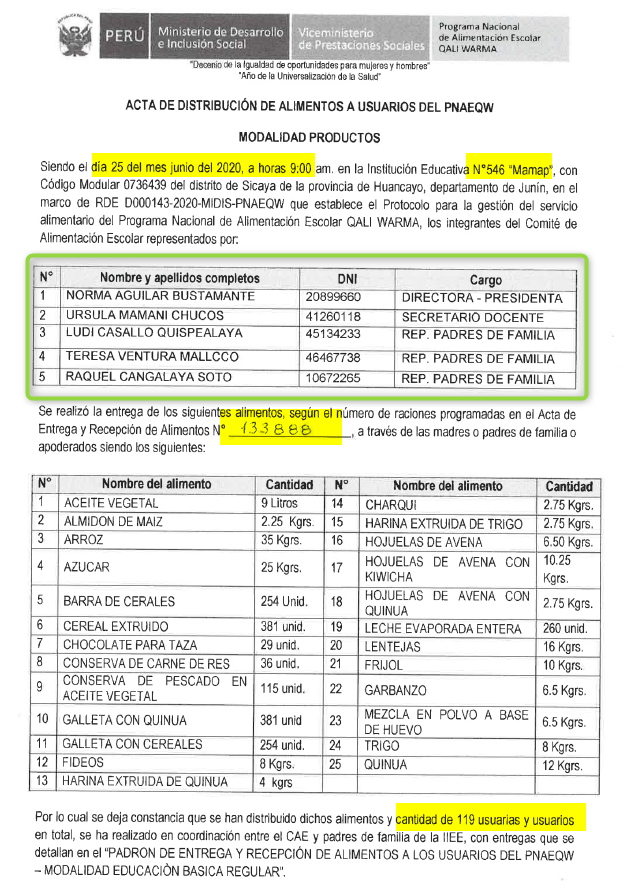 PERÚ
Ministerio de Desarrollo
e Inclusión Social
Viceministerio
de Prestaciones Sociales
Programa Nacional
de Alimentación Escolar
QALI WARMA
"Decenio de la Igualdad de oportunidades para mujeres y hombres"
"Año de la Universalización de la Salud"
ACTA DE DISTRIBUCIÓN DE ALIMENTOS A USUARIOS DEL PNAEQW
MODALIDAD PRODUCTOS
Siendo el día 25 del mes junio del 2020, a horas 9:00 am. en la Institución Educativa N°546 "Mamap", con
Código Modular 0736439 del distrito de Sicaya de la provincia de Huancayo, departamento de Junín, en el
marco de RDE D000143-2020-MIDIS-PNAEQW que establece el Protocolo para la gestión del servicio
alimentario del Programa Nacional de Alimentación Escolar QALI WARMA, los integrantes del Comité de
Alimentación Escolar representados por:
N° Nombre y apellidos completos DNI Cargo
1 NORMA AGUILAR BUSTAMANTE 20899660 DIRECTORA - PRESIDENTA
2 URSULA MAMANI CHUCOS 41260118 SECRETARIO DOCENTE
3 LUDI CASALLO QUISPEALAYA 45134233 REP. PADRES DE FAMILIA
4 TERESA VENTURA MALLCCO 46467738 REP. PADRES DE FAMILIA
5 RAQUEL CANGALAYA SOTO 10672265 REP. PADRES DE FAMILIA
Se realizó la entrega de los siguientes alimentos, según el número de raciones programadas en el Acta de
Entrega y Recepción de Alimentos N° 133888, a través de las madres o padres de familia o
apoderados siendo los siguientes:
N° Nombre del alimento Cantidad N° Nombre del alimento Cantidad
1 ACEITE VEGETAL 9 Litros 14 CHARQUI 2.75 Kgrs.
2 ALMIDON DE MAIZ 2.25 Kgrs. 15 HARINA EXTRUIDA DE TRIGO 2.75 Kgrs.
3 ARROZ 35 Kgrs. 16 HOJUELAS DE AVENA 6.50 Kgrs.
4 AZUCAR 25 Kgrs. 17 HOJUELAS DE AVENA CON KIWICHA 10.25 Kgrs.
5 BARRA DE CERALES 254 Unid. 18 HOJUELAS DE AVENA CON QUINUA 2.75 Kgrs.
6 CEREAL EXTRUIDO 381 unid. 19 LECHE EVAPORADA ENTERA 260 unid.
7 CHOCOLATE PARA TAZA 29 unid. 20 LENTEJAS 16 Kgrs.
8 CONSERVA DE CARNE DE RES 36 unid. 21 FRIJOL 10 Kgrs.
9 CONSERVA DE PESCADO EN ACEITE VEGETAL 115 unid. 22 GARBANZO 6.5 Kgrs.
10 GALLETA CON QUINUA 381 unid 23 MEZCLA EN POLVO A BASE DE HUEVO 6.5 Kgrs.
11 GALLETA CON CEREALES 254 unid. 24 TRIGO 8 Kgrs.
12 FIDEOS 8 Kgrs. 25 QUINUA 12 Kgrs.
13 HARINA EXTRUIDA DE QUINUA 4 kgrs
Por lo cual se deja constancia que se han distribuido dichos alimentos y cantidad de 119 usuarias y usuarios
en total, se ha realizado en coordinación entre el CAE y padres de familia de la IIEE, con entregas que se
detallan en el "PADRON DE ENTREGA Y RECEPCIÓN DE ALIMENTOS A LOS USUARIOS DEL PNAEQW
– MODALIDAD EDUCACIÒN BASICA REGULAR".